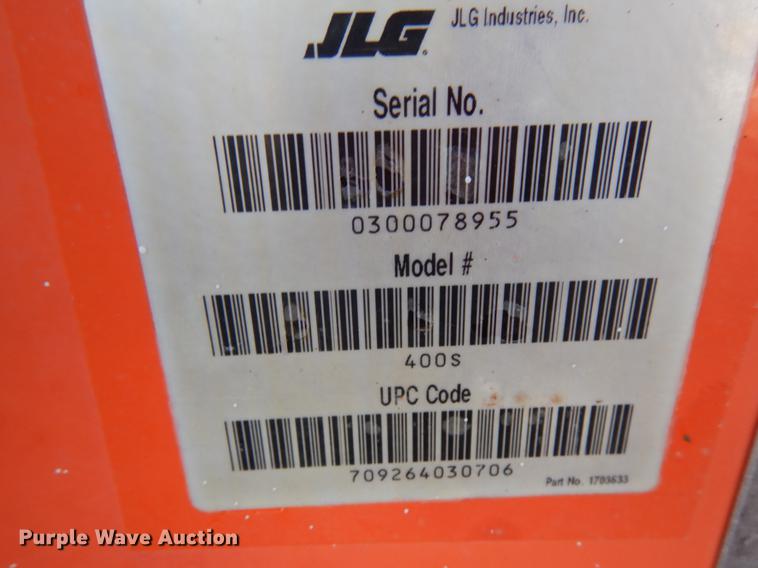 JLG JLG Industries, Inc.
Serial No.
0300078955
Model #
400S
UPC Code
709264030706
Part No. 1703633
Purple Wave Auction